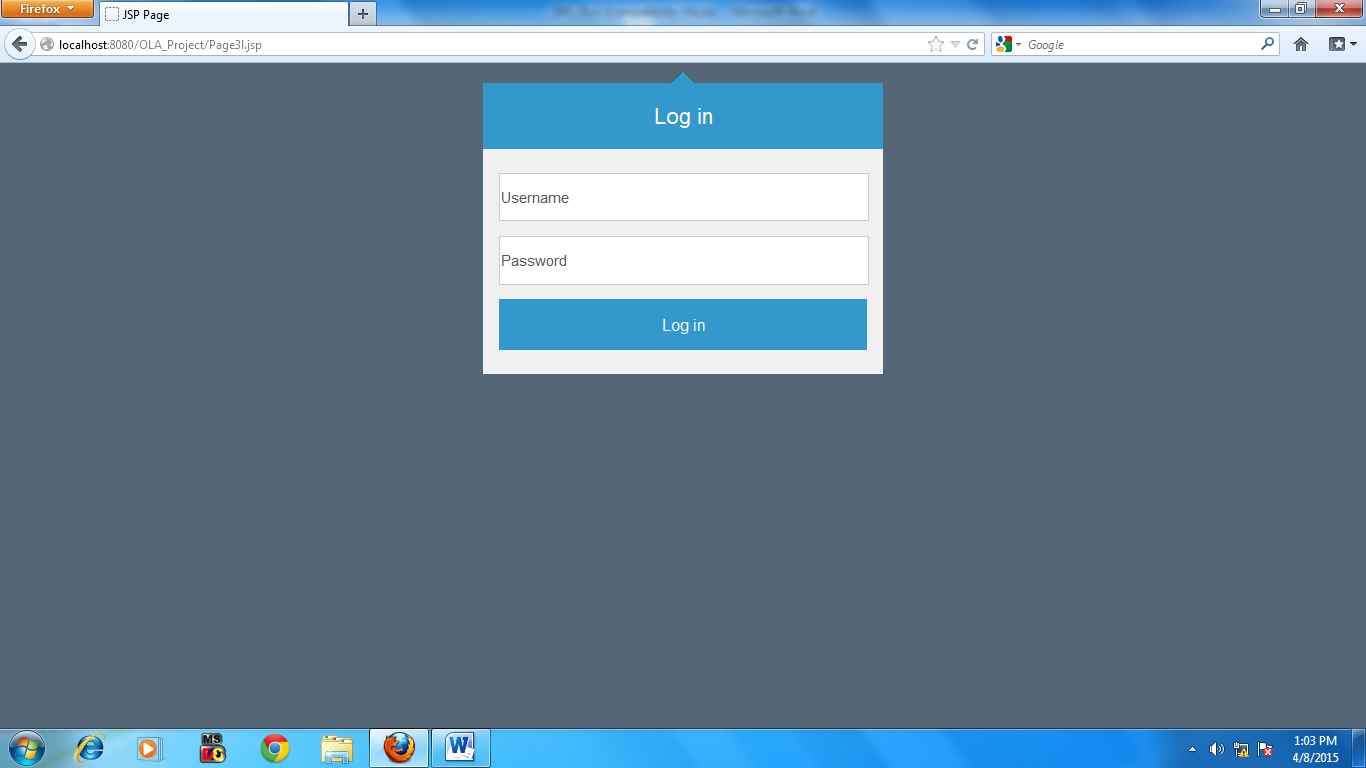 Firefox
JSP Page
localhost:8080/OLA_Project/Page3l.jsp
Google
Log in
Username
Password
Log in
MS
W
1:03 PM
4/8/2015